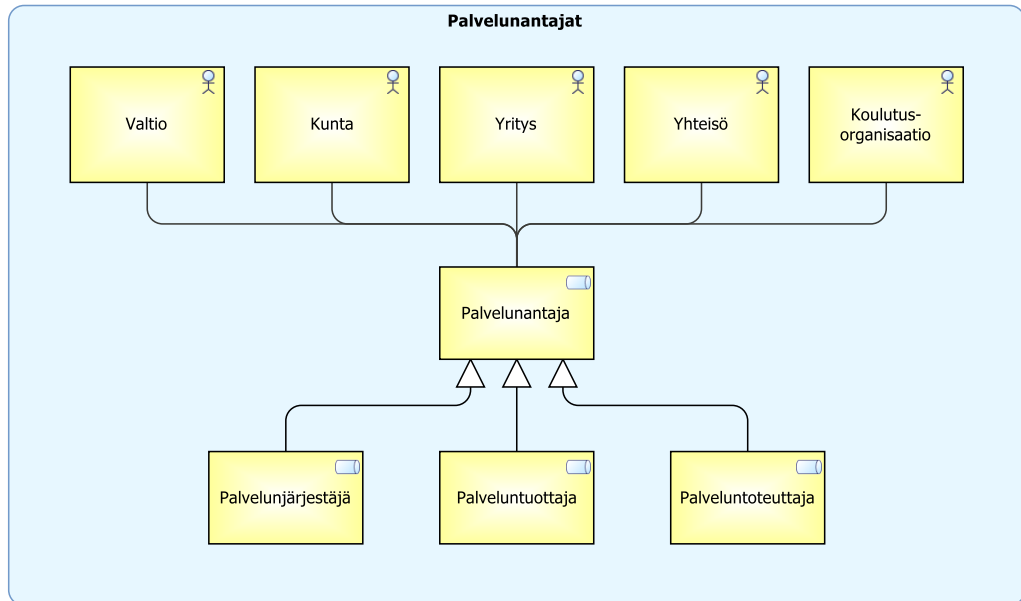 Palvelunantajat
Valtio
Kunta
Yritys
Yhteisö
Koulutus-
organisaatio
Palvelunantaja
Palvelunjärjestäjä
Palveluntuottaja
Palveluntoteuttaja